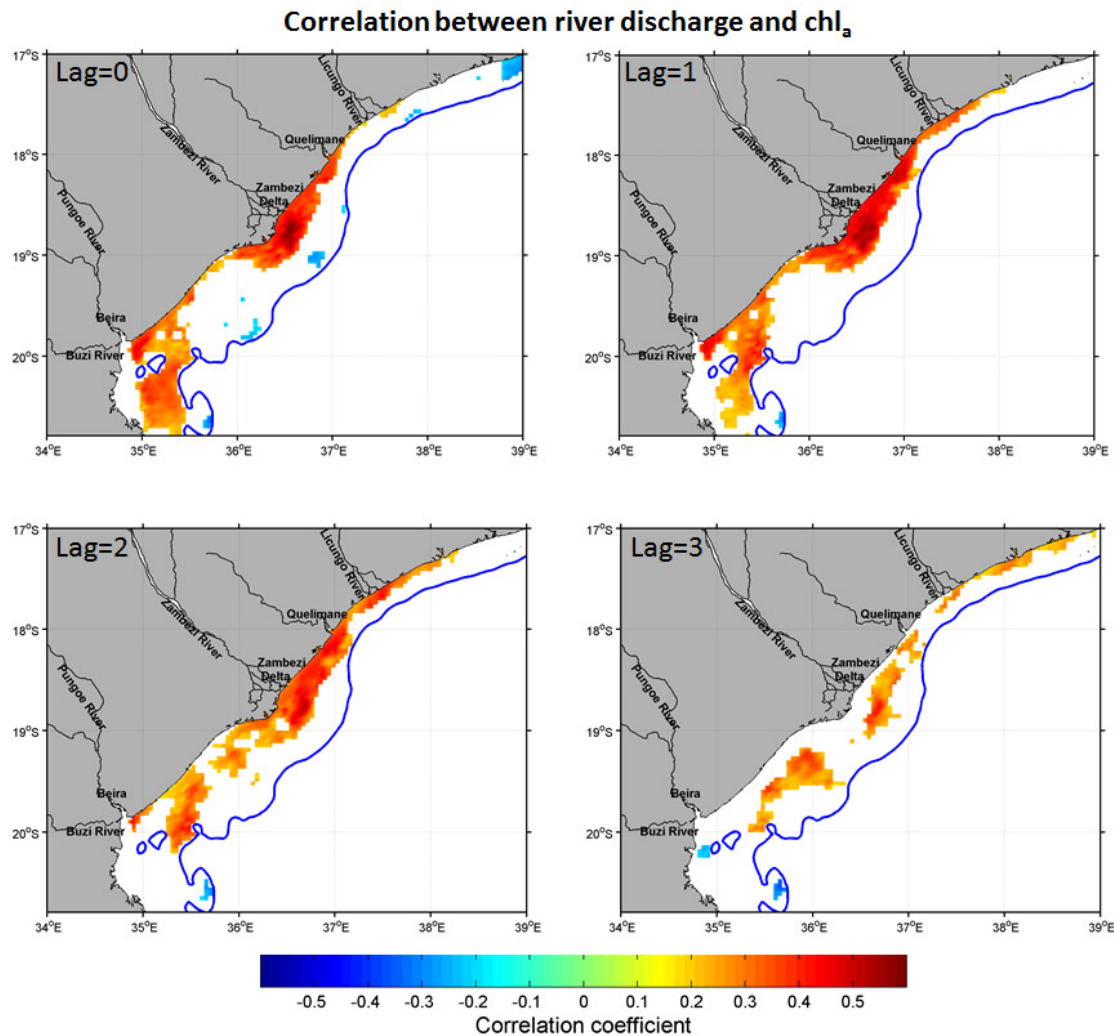 Correlation between river discharge and chlₐ
Lag=0
17°S
18°S
19°S
20°S
34°E
35°E
36°E
37°E
38°E
39°E
Licungo River
Zambezi River
Quelimane
Zambezi
Delta
Pungoe River
Beira
Buzi River
Lag=1
17°S
18°S
19°S
20°S
34°E
35°E
36°E
37°E
38°E
39°E
Licungo River
Zambezi River
Quelimane
Zambezi
Delta
Pungoe River
Beira
Buzi River
Lag=2
17°S
18°S
19°S
20°S
34°E
35°E
36°E
37°E
38°E
39°E
Licungo River
Zambezi River
Quelimane
Zambezi
Delta
Pungoe River
Beira
Buzi River
Lag=3
17°S
18°S
19°S
20°S
34°E
35°E
36°E
37°E
38°E
39°E
Licungo River
Zambezi River
Quelimane
Zambezi
Delta
Pungoe River
Beira
Buzi River
-0.5 -0.4 -0.3 -0.2 -0.1 0 0.1 0.2 0.3 0.4 0.5
Correlation coefficient